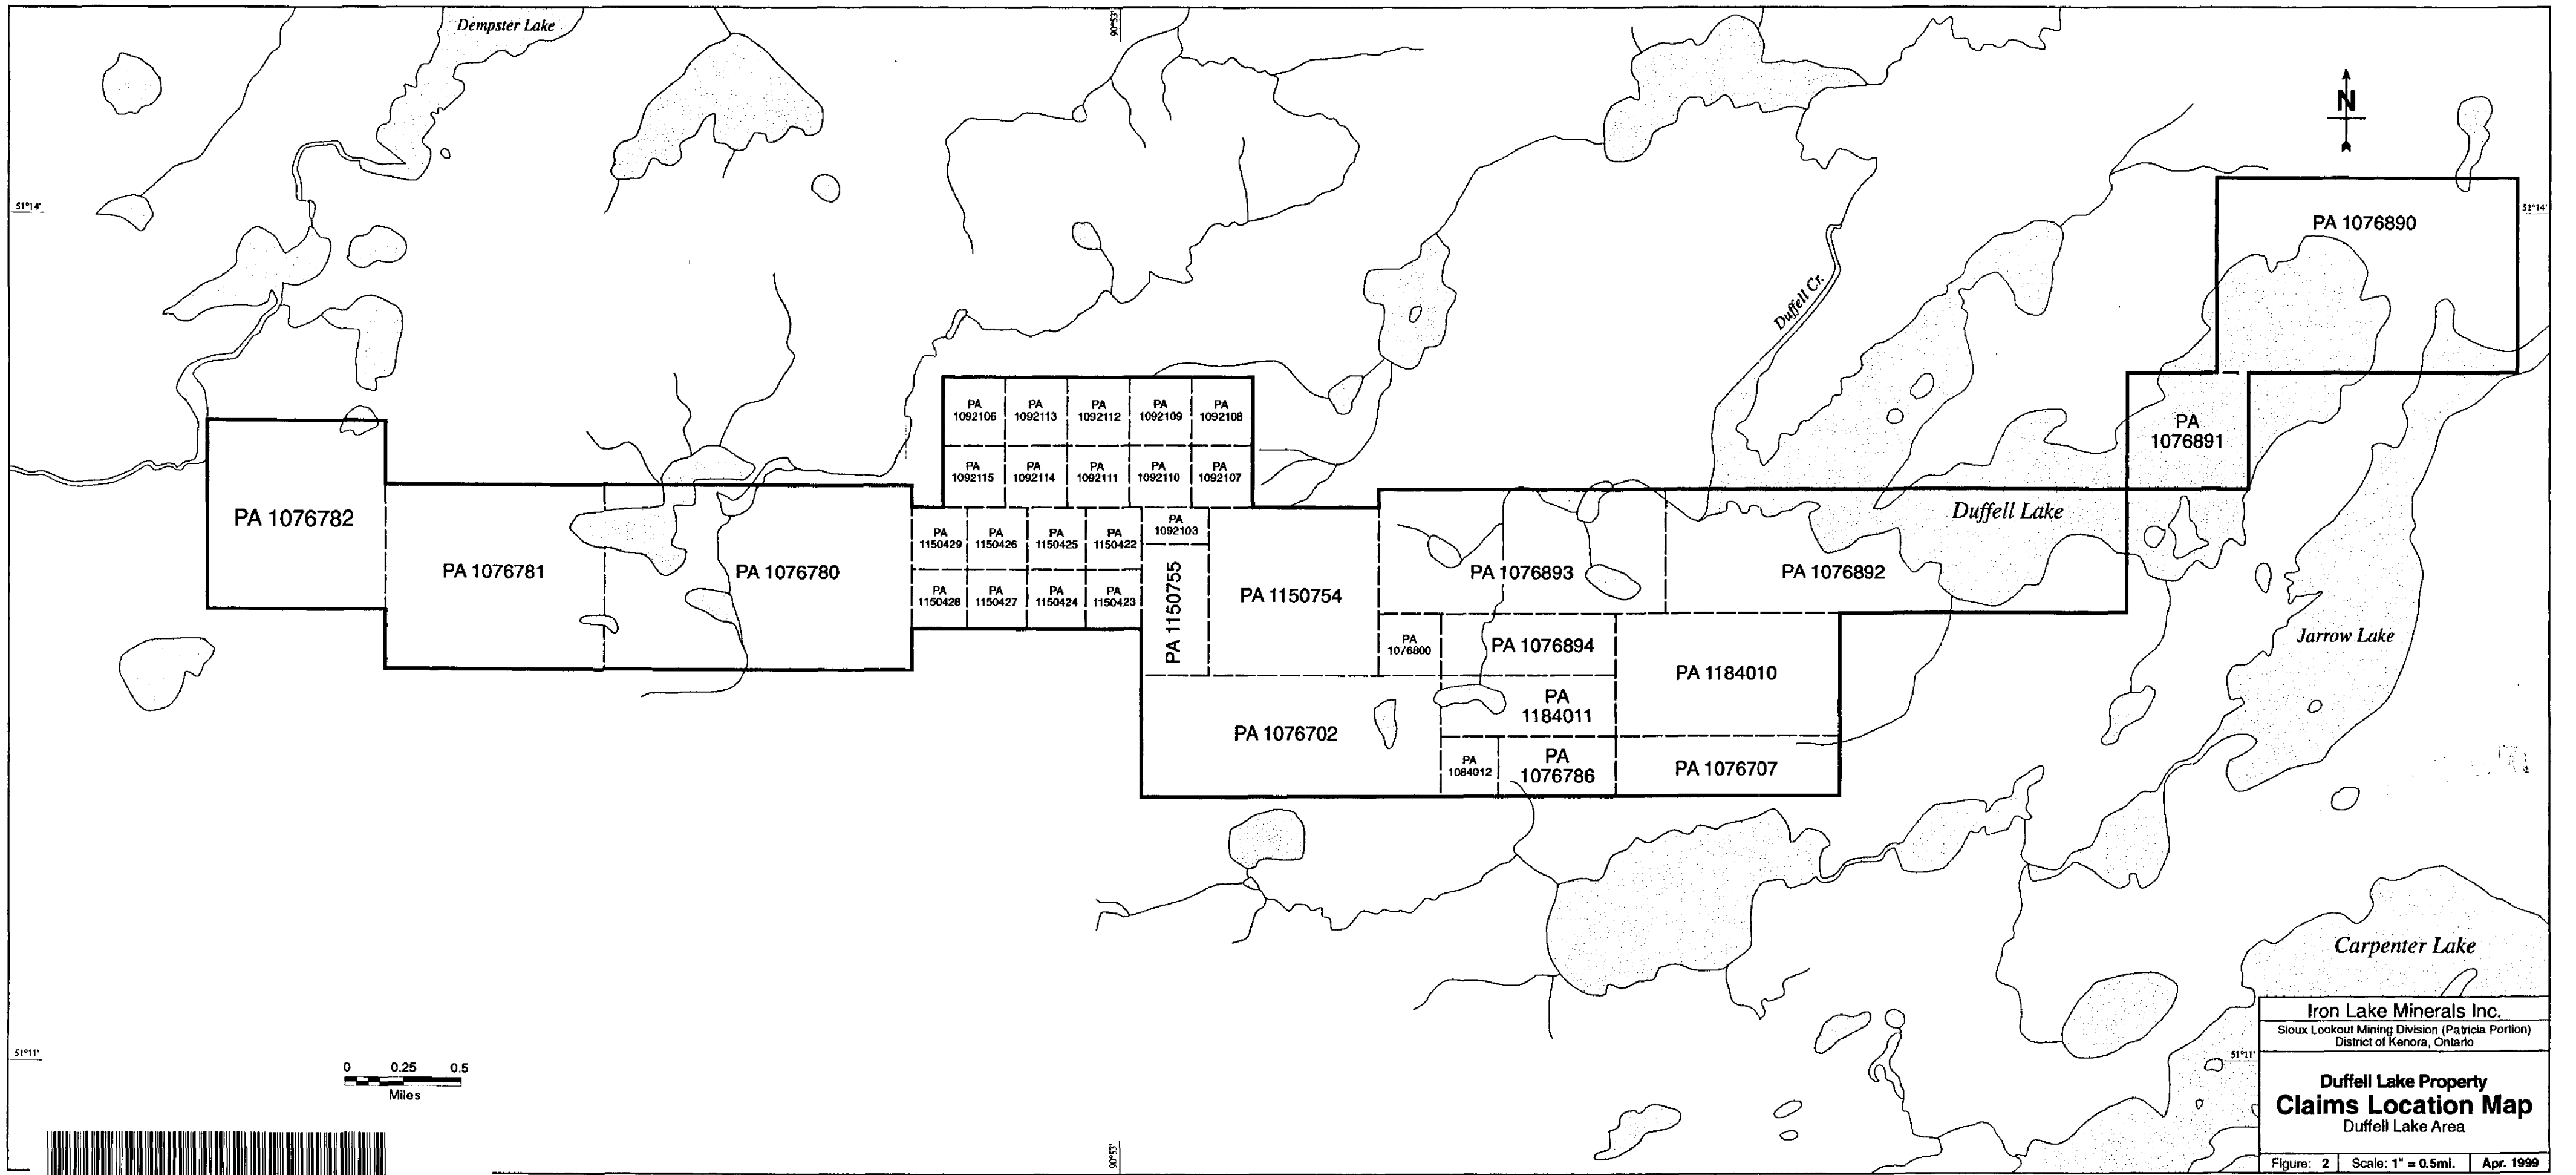 Dempster Lake
90°53'
N
51°14'
51°14'
PA 1076890
Duffell Cr.
PA
1092106
PA
1092113
PA
1092112
PA
1092109
PA
1092108
PA
1076891
PA
1092115
PA
1092114
PA
1092111
PA
1092110
PA
1092107
PA 1076782
Duffell Lake
PA
1092103
PA
1150429
PA
1150426
PA
1150425
PA
1150422
PA 1076781
PA 1076780
PA 1076893
PA 1076892
PA
1150428
PA
1150427
PA
1150424
PA
1150423
PA 1150755
PA 1150754
Jarrow Lake
PA
1076800
PA 1076894
PA 1184010
PA
1184011
PA 1076702
PA
1084012
PA
1076786
PA 1076707
Carpenter Lake
51°11'
51°11'
0 0.25 0.5
Miles
90°53'
Iron Lake Minerals Inc.
Sioux Lookout Mining Division (Patricia Portion)
District of Kenora, Ontario
Duffell Lake Property
Claims Location Map
Duffell Lake Area
Figure: 2 Scale: 1" = 0.5mi. Apr. 1999